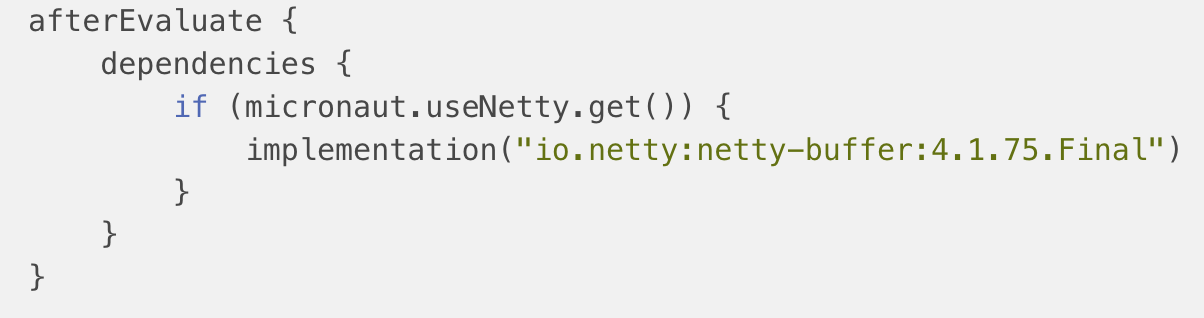 afterEvaluate {
    dependencies {
        if (micronaut.useNetty.get()) {
            implementation("io.netty:netty-buffer:4.1.75.Final")
        }
    }
}